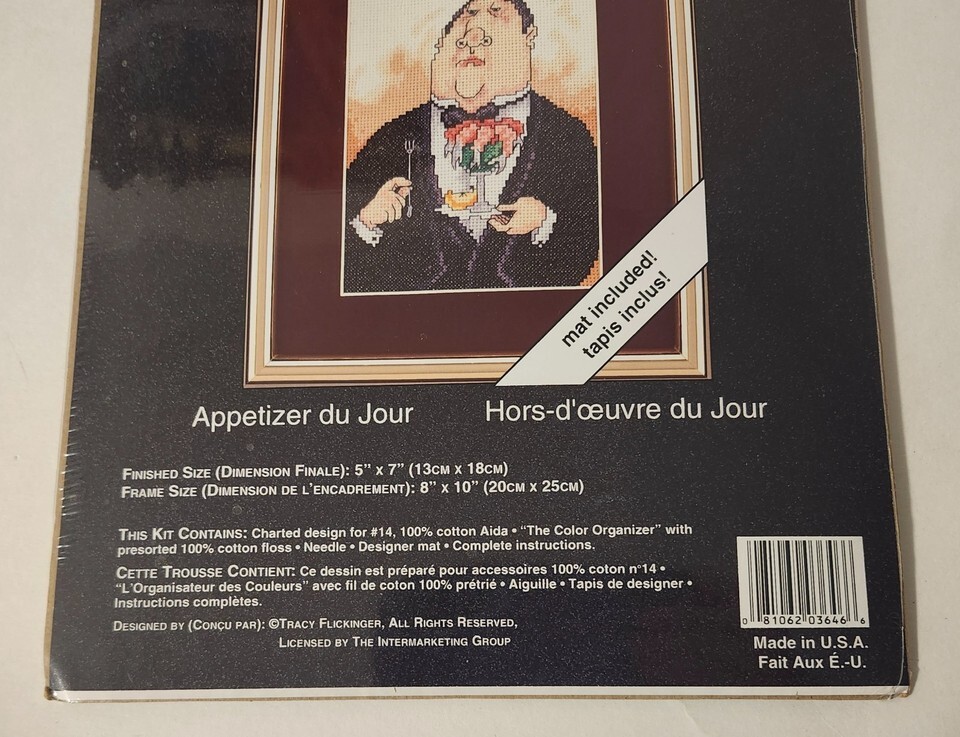 mat included!
tapis inclus!
Appetizer du Jour
Hors-d'œuvre du Jour
FINISHED SIZE (DIMENSION FINALE): 5” X 7” (13CM X 18CM)
FRAME SIZE (DIMENSION DE L'ENCADREMENT): 8” X 10” (20CM X 25CM)
THIS KIT CONTAINS: Charted design for #14, 100% cotton Aida • “The Color Organizer” with
presorted 100% cotton floss • Needle • Designer mat • Complete instructions.
CETTE TROUSSE CONTIENT: Ce dessin est préparé pour accessoires 100% coton n°14 •
“L'Organisateur des Couleurs” avec fil de coton 100% prétrié • Aiguille • Tapis de designer •
Instructions complètes.
DESIGNED BY (CONÇU PAR): ©TRACY FLICKINGER, ALL RIGHTS RESERVED,
LICENSED BY THE INTERMARKETING GROUP
0 81062 03646 6
Made in U.S.A.
Fait Aux É.-U.